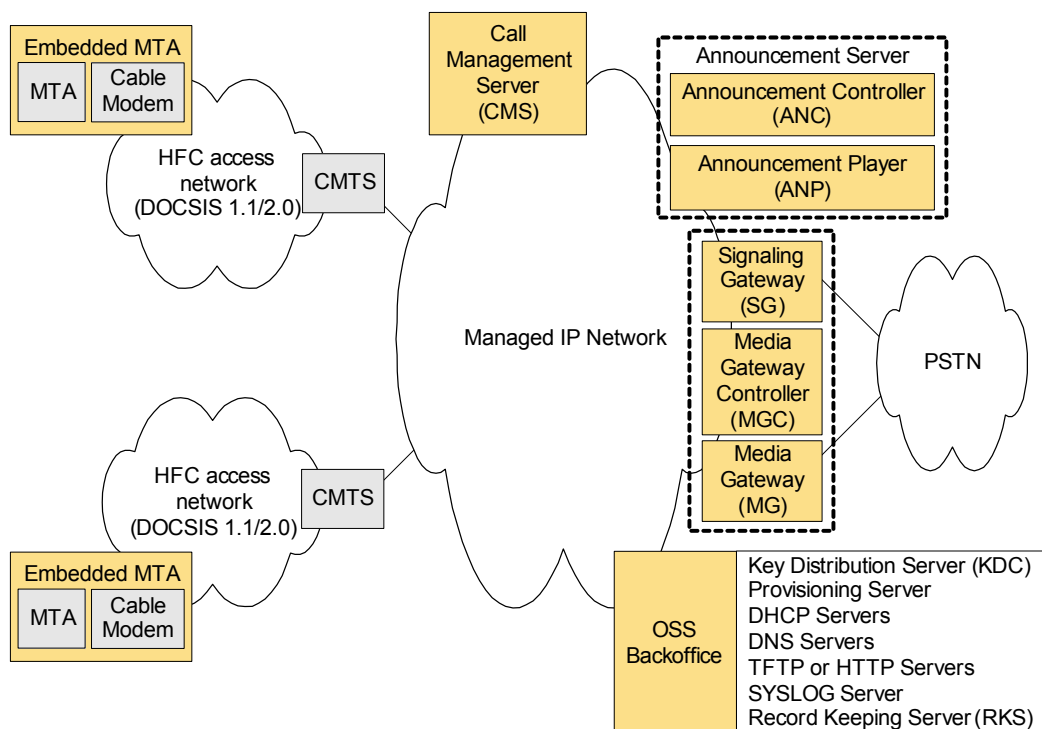 Embedded MTA
MTA
Cable
Modem
HFC access
network
(DOCSIS 1.1/2.0)
CMTS
Call
Management
Server
(CMS)
Announcement Server
Announcement Controller
(ANC)
Announcement Player
(ANP)
Signaling
Gateway
(SG)
Media
Gateway
Controller
(MGC)
Media
Gateway
(MG)
Managed IP Network
PSTN
HFC access
network
(DOCSIS 1.1/2.0)
CMTS
Embedded MTA
MTA
Cable
Modem
OSS
Backoffice
Key Distribution Server (KDC)
Provisioning Server
DHCP Servers
DNS Servers
TFTP or HTTP Servers
SYSLOG Server
Record Keeping Server (RKS)